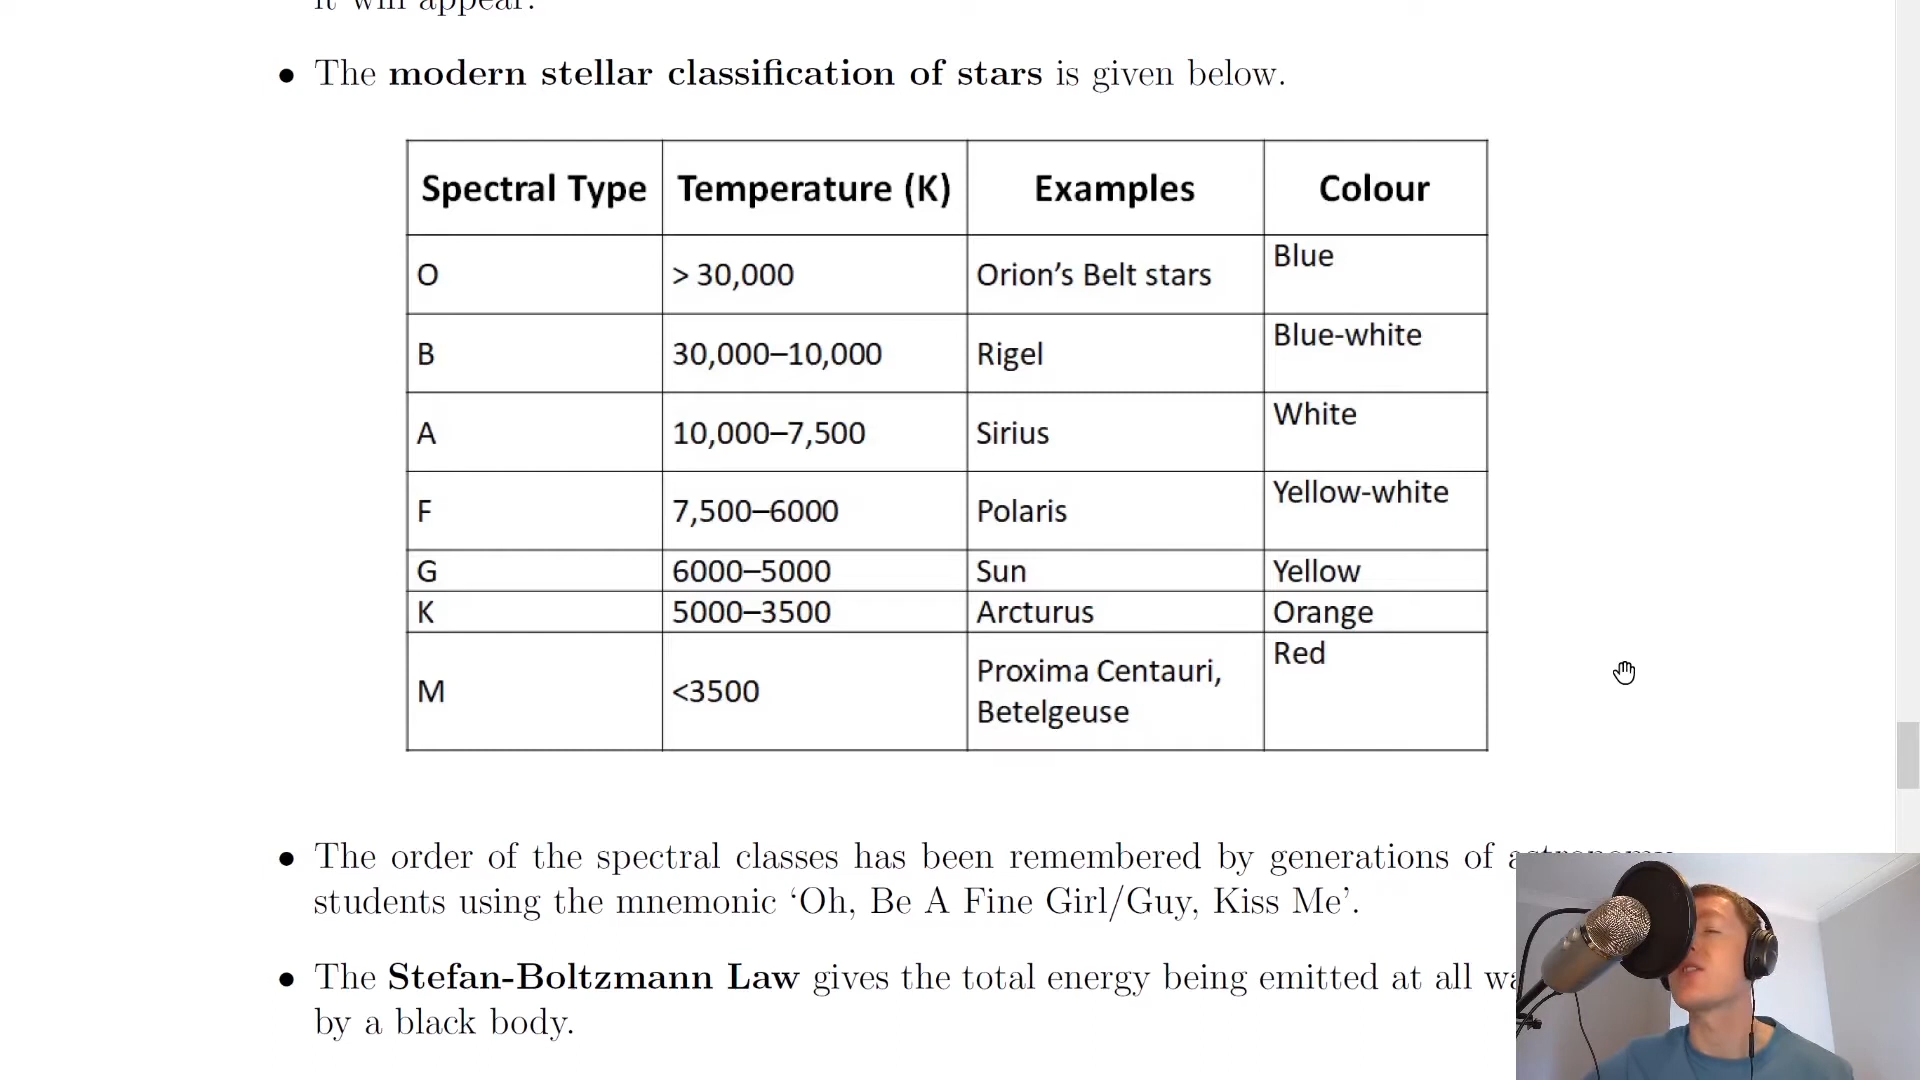 • The modern stellar classification of stars is given below.
Spectral Type Temperature (K) Examples Colour
O > 30,000 Orion’s Belt stars Blue
B 30,000–10,000 Rigel Blue-white
A 10,000–7,500 Sirius White
F 7,500–6000 Polaris Yellow-white
G 6000–5000 Sun Yellow
K 5000–3500 Arcturus Orange
M <3500 Proxima Centauri, Red
Betelgeuse
• The order of the spectral classes has been remembered by generations of
students using the mnemonic ‘Oh, Be A Fine Girl/Guy, Kiss Me’.
• The Stefan-Boltzmann Law gives the total energy being emitted at all
by a black body.